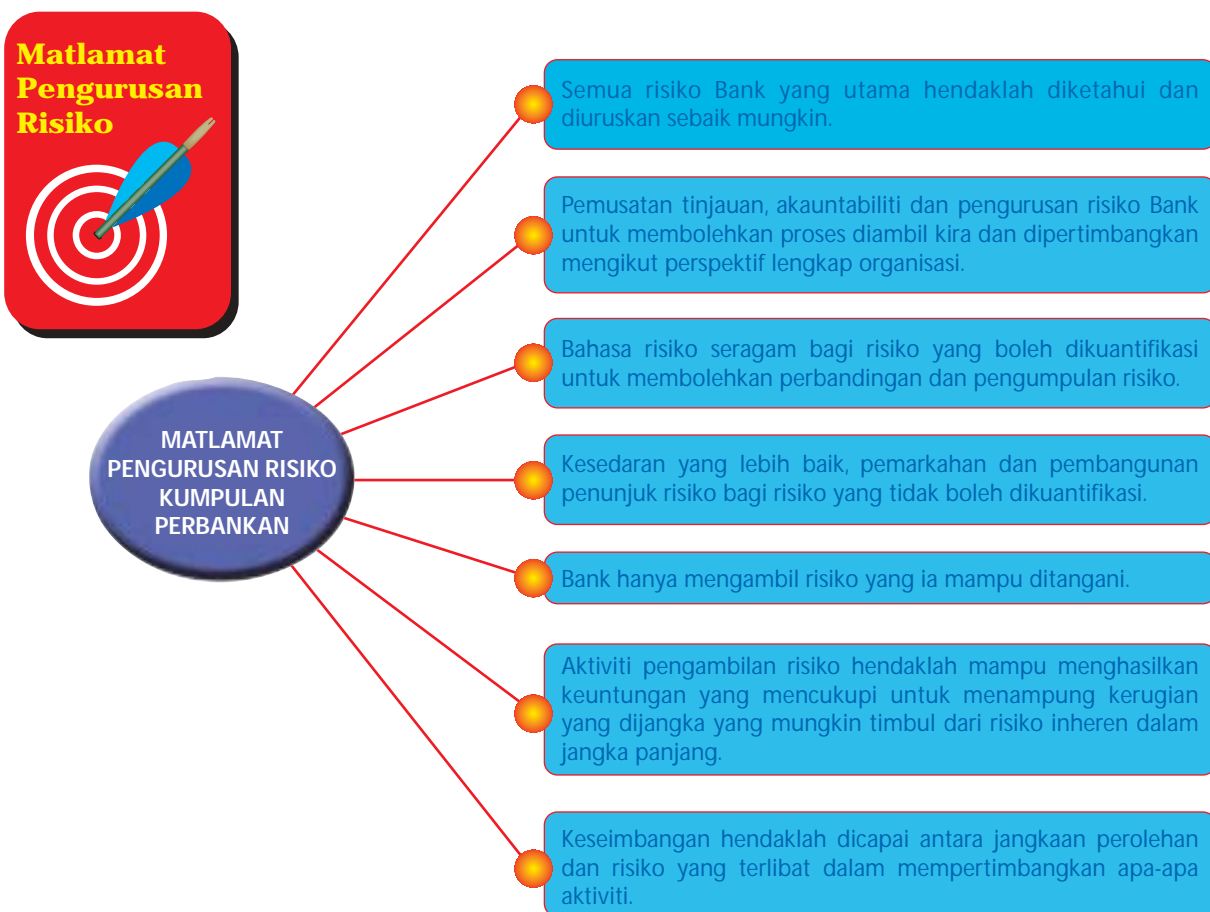 Matlamat
Pengurusan
Risiko
MATLAMAT
PENGURUSAN RISIKO
KUMPULAN
PERBANKAN
Semua risiko Bank yang utama hendaklah diketahui dan
diuruskan sebaik mungkin.
Pemusatan tinjauan, akauntabiliti dan pengurusan risiko Bank
untuk membolehkan proses diambil kira dan dipertimbangkan
mengikut perspektif lengkap organisasi.
Bahasa risiko seragam bagi risiko yang boleh dikuantifikasi
untuk membolehkan perbandingan dan pengumpulan risiko.
Kesedaran yang lebih baik, pemarkahan dan pembangunan
penunjuk risiko bagi risiko yang tidak boleh dikuantifikasi.
Bank hanya mengambil risiko yang ia mampu ditangani.
Aktiviti pengambilan risiko hendaklah mampu menghasilkan
keuntungan yang mencukupi untuk menampung kerugian
yang dijangka yang mungkin timbul dari risiko inheren dalam
jangka panjang.
Keseimbangan hendaklah dicapai antara jangkaan perolehan
dan risiko yang terlibat dalam mempertimbangkan apa-apa
aktiviti.